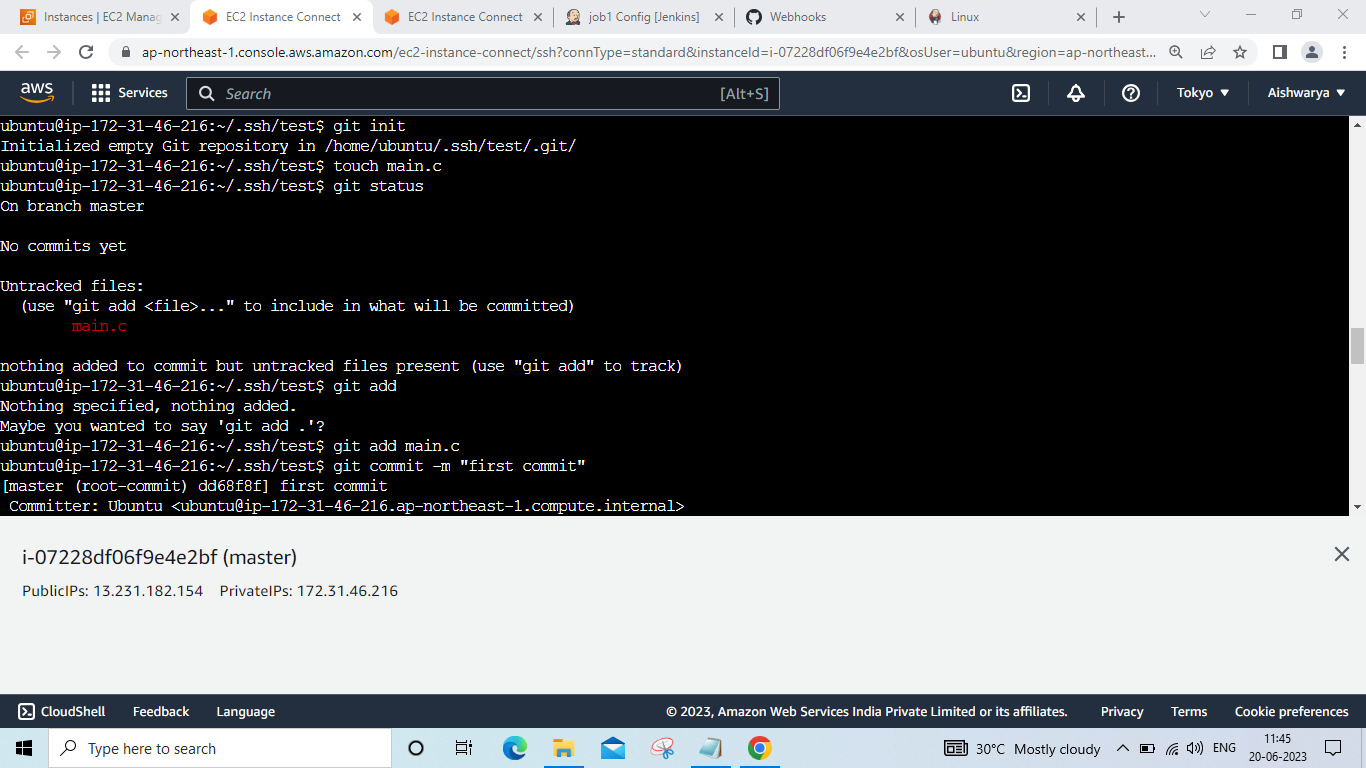 Instances | EC2 Manag
EC2 Instance Connect
EC2 Instance Connect
job1 Config [Jenkins]
Webhooks
Linux
ap-northeast-1.console.aws.amazon.com/ec2-instance-connect/ssh?connType=standard&instanceId=i-07228df06f9e4e2bf&osUser=ubuntu&region=ap-northeast...
aws
Services
Search
[Alt+S]
Tokyo
Aishwarya
ubuntu@ip-172-31-46-216:~/.ssh/test$ git init
Initialized empty Git repository in /home/ubuntu/.ssh/test/.git/
ubuntu@ip-172-31-46-216:~/.ssh/test$ touch main.c
ubuntu@ip-172-31-46-216:~/.ssh/test$ git status
On branch master
No commits yet
Untracked files:
(use "git add <file>..." to include in what will be committed)
main.c
nothing added to commit but untracked files present (use "git add" to track)
ubuntu@ip-172-31-46-216:~/.ssh/test$ git add
Nothing specified, nothing added.
Maybe you wanted to say 'git add .'?
ubuntu@ip-172-31-46-216:~/.ssh/test$ git add main.c
ubuntu@ip-172-31-46-216:~/.ssh/test$ git commit -m "first commit"
[master (root-commit) dd68f8f] first commit
Committer: Ubuntu <ubuntu@ip-172-31-46-216.ap-northeast-1.compute.internal>
i-07228df06f9e4e2bf (master)
PublicIPs: 13.231.182.154 PrivateIPs: 172.31.46.216
CloudShell
Feedback
Language
© 2023, Amazon Web Services India Private Limited or its affiliates.
Privacy
Terms
Cookie preferences
Type here to search
30°C Mostly cloudy
ENG
11:45
20-06-2023